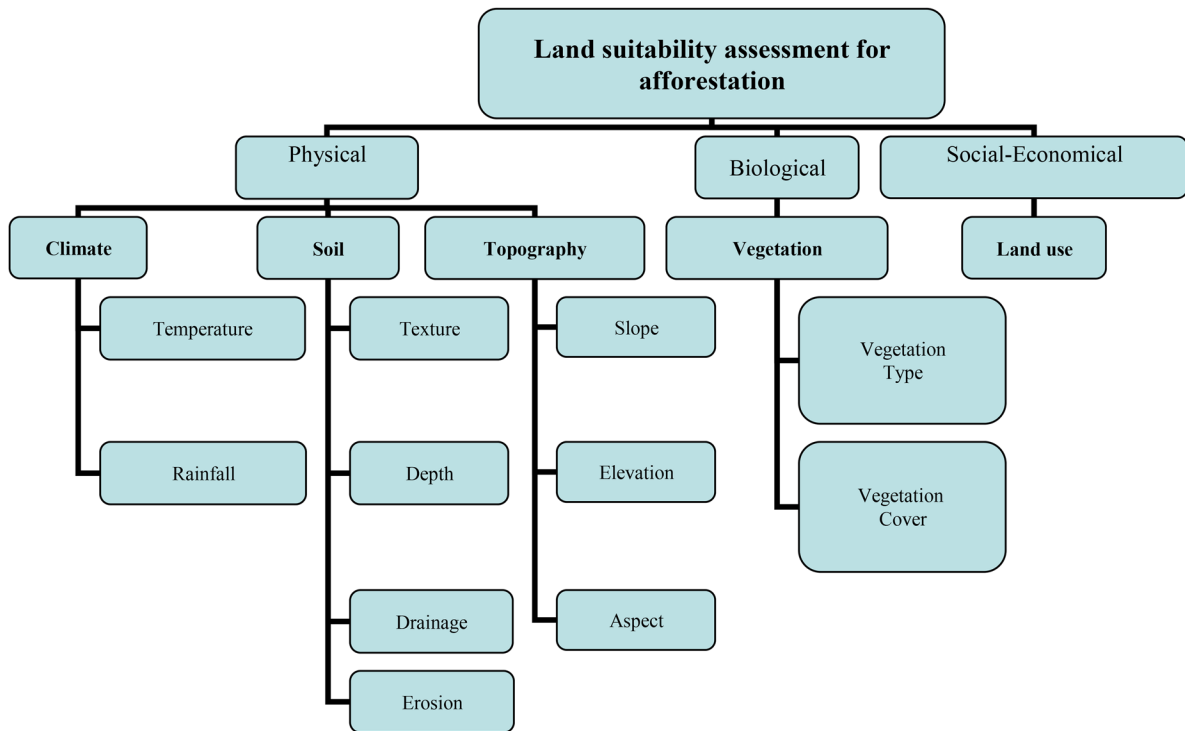 Land suitability assessment for
afforestation
Physical
Biological
Social-Economical
Climate
Soil
Topography
Vegetation
Land use
Temperature
Texture
Slope
Vegetation
Type
Rainfall
Depth
Elevation
Vegetation
Cover
Drainage
Aspect
Erosion